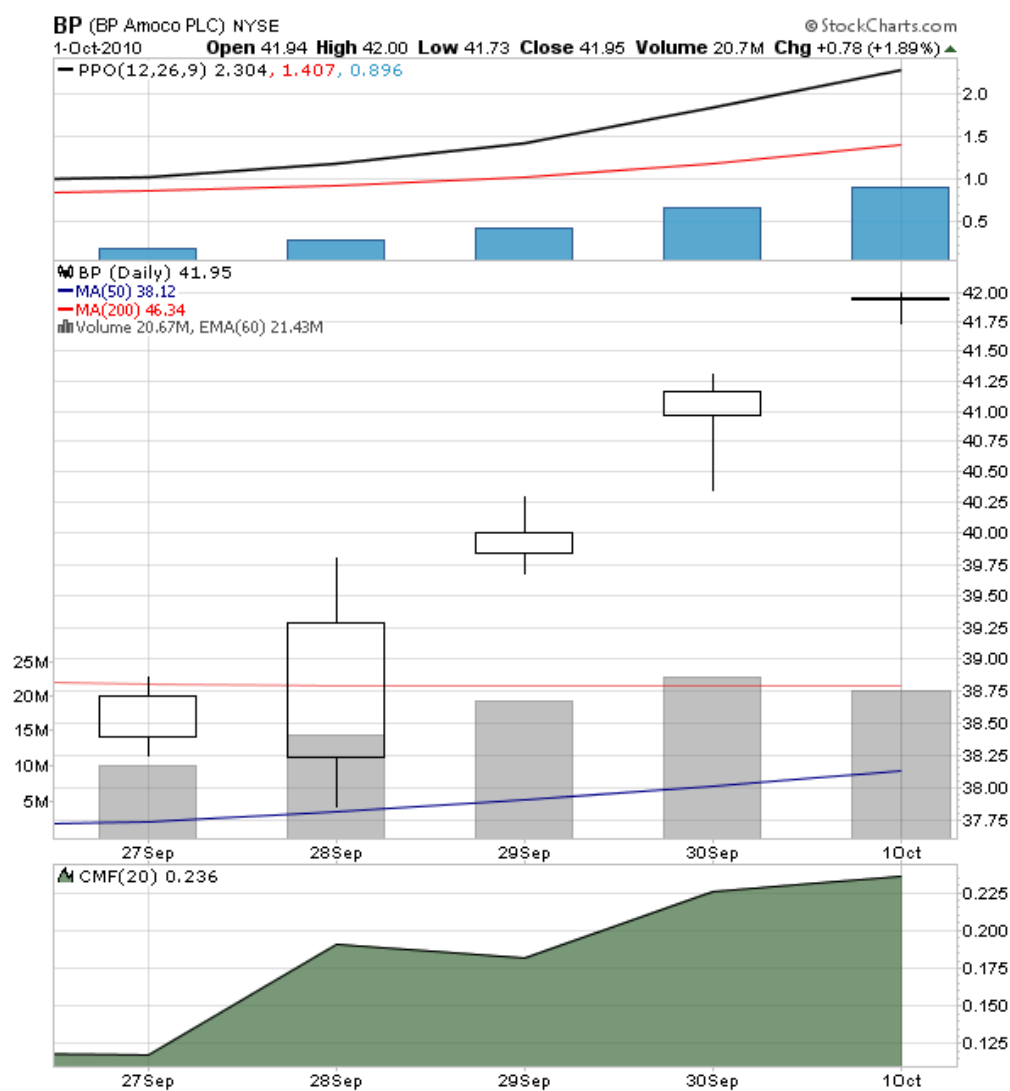 BP (BP Amoco PLC) NYSE © StockCharts.com
1-Oct-2010 Open 41.94 High 42.00 Low 41.73 Close 41.95 Volume 20.7M Chg +0.78 (+1.89%)
PPO(12,26,9) 2.304, 1.407, 0.896
2.0
1.5
1.0
0.5
BP (Daily) 41.95
MA(50) 38.12
MA(200) 46.34
Volume 20.67M, EMA(60) 21.43M
42.00
41.75
41.50
41.25
41.00
40.75
40.50
40.25
40.00
39.75
39.50
39.25
39.00
38.75
38.50
38.25
38.00
37.75
25M
20M
15M
10M
5M
27Sep 28Sep 29Sep 30Sep 1Oct
CMF(20) 0.236
0.225
0.200
0.175
0.150
0.125
27Sep 28Sep 29Sep 30Sep 1Oct